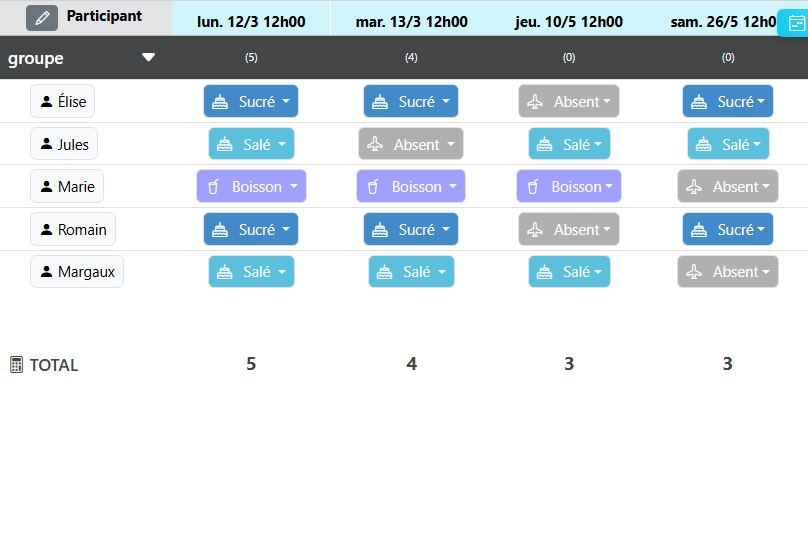 Participant lun. 12/3 12h00 mar. 13/3 12h00 jeu. 10/5 12h00 sam. 26/5 12h0
groupe (5) (4) (0) (0)
Élise Sucré Sucré Absent Sucré
Jules Salé Absent Salé Salé
Marie Boisson Boisson Boisson Absent
Romain Sucré Sucré Absent Sucré
Margaux Salé Salé Salé Absent
TOTAL 5 4 3 3